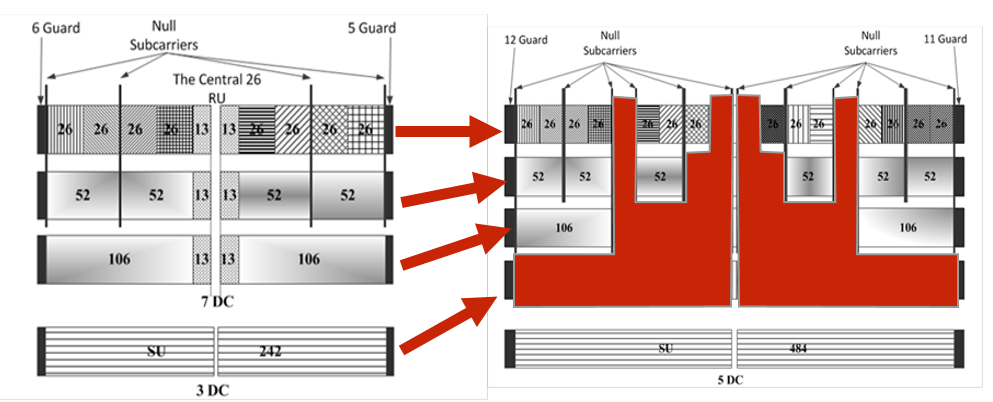 6 Guard
Null
Subcarriers
5 Guard
The Central 26
RU
26 26 26 26 13 13 26 26 26 26
52 52 13 13 52 52
106 13 13 106
7 DC
SU 242
3 DC
12 Guard
Null
Subcarriers
Null
Subcarriers
11 Guard
26 26 26 26 26 26 26 26 26 26 26 26 26 26
52 52 52 52 52 52
106 106
SU 484
5 DC